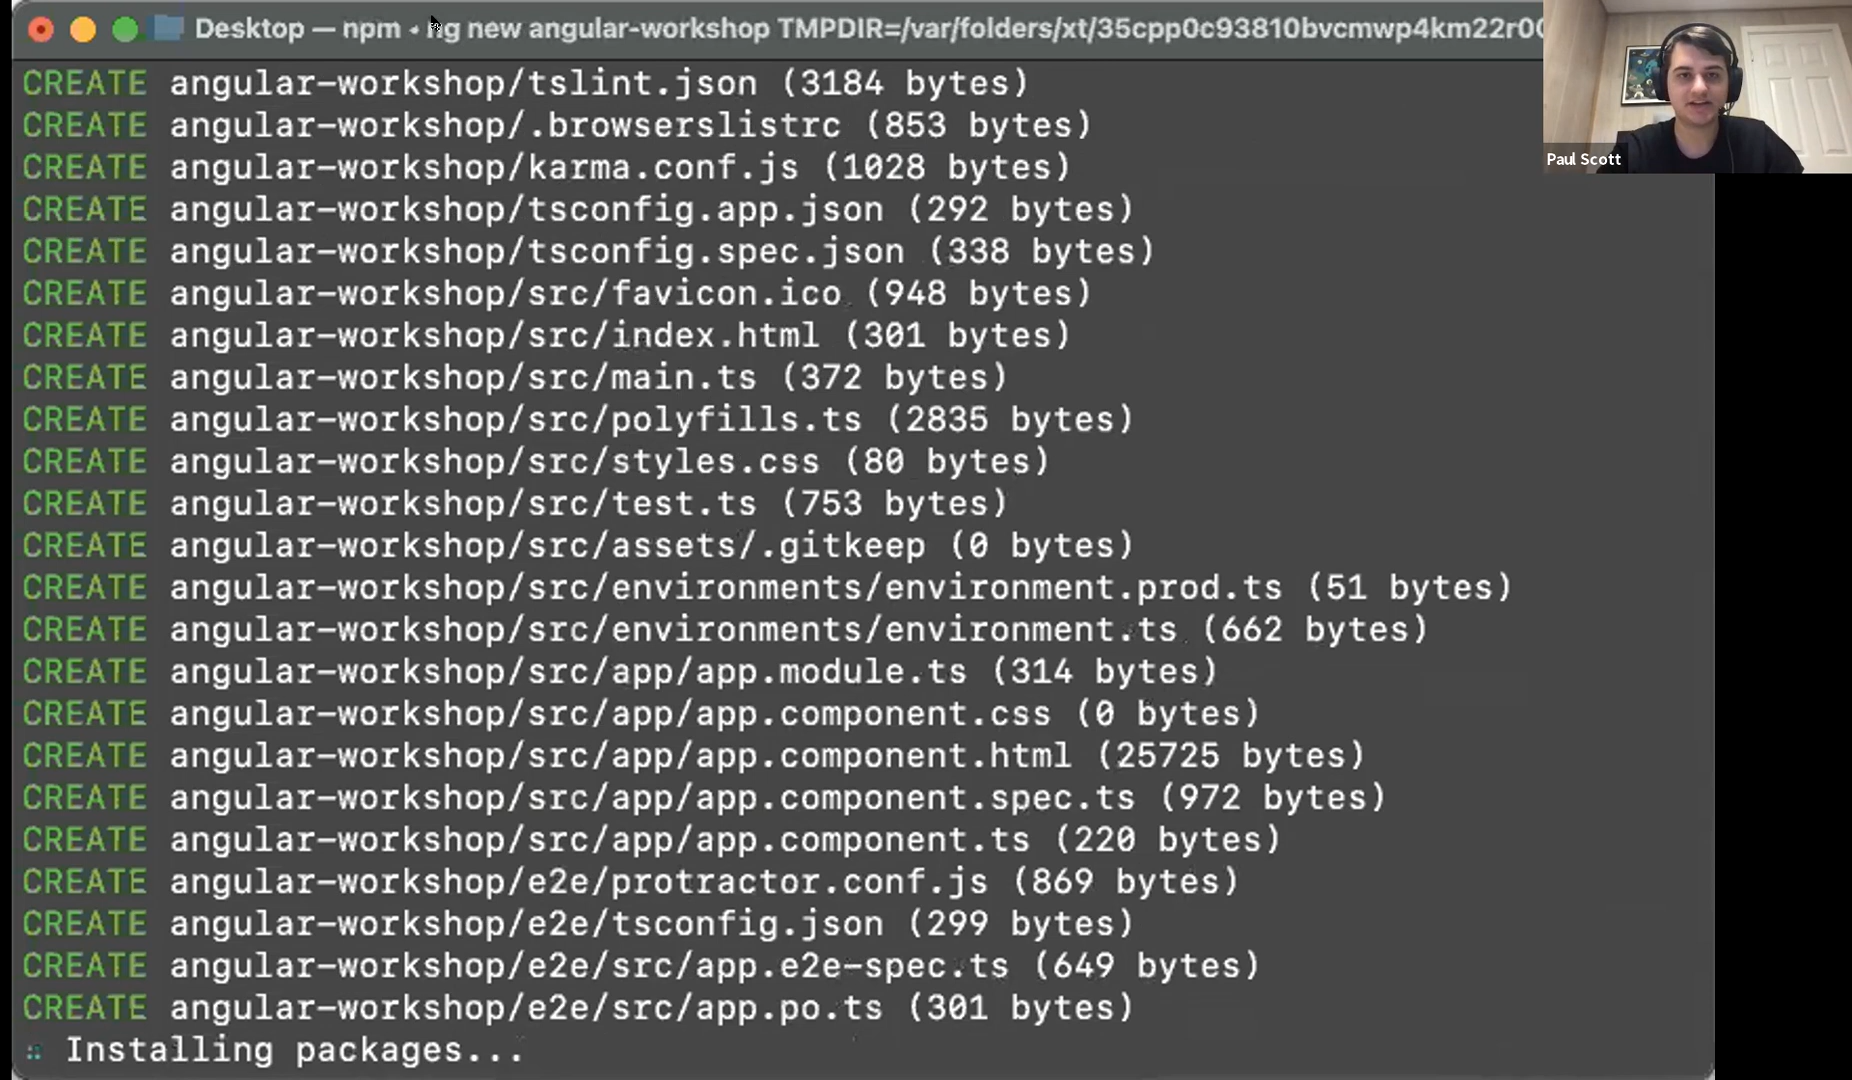 Desktop — npm • ng new angular-workshop TMPDIR=/var/folders/xt/35cpp0c93810bvcmwp4km22r0
CREATE angular-workshop/tslint.json (3184 bytes)
CREATE angular-workshop/.browserslistrc (853 bytes)
CREATE angular-workshop/karma.conf.js (1028 bytes)
CREATE angular-workshop/tsconfig.app.json (292 bytes)
CREATE angular-workshop/tsconfig.spec.json (338 bytes)
CREATE angular-workshop/src/favicon.ico (948 bytes)
CREATE angular-workshop/src/index.html (301 bytes)
CREATE angular-workshop/src/main.ts (372 bytes)
CREATE angular-workshop/src/polyfills.ts (2835 bytes)
CREATE angular-workshop/src/styles.css (80 bytes)
CREATE angular-workshop/src/test.ts (753 bytes)
CREATE angular-workshop/src/assets/.gitkeep (0 bytes)
CREATE angular-workshop/src/environments/environment.prod.ts (51 bytes)
CREATE angular-workshop/src/environments/environment.ts (662 bytes)
CREATE angular-workshop/src/app/app.module.ts (314 bytes)
CREATE angular-workshop/src/app/app.component.css (0 bytes)
CREATE angular-workshop/src/app/app.component.html (25725 bytes)
CREATE angular-workshop/src/app/app.component.spec.ts (972 bytes)
CREATE angular-workshop/src/app/app.component.ts (220 bytes)
CREATE angular-workshop/e2e/protractor.conf.js (869 bytes)
CREATE angular-workshop/e2e/tsconfig.json (299 bytes)
CREATE angular-workshop/e2e/src/app.e2e-spec.ts (649 bytes)
CREATE angular-workshop/e2e/src/app.po.ts (301 bytes)
Installing packages...
Paul Scott